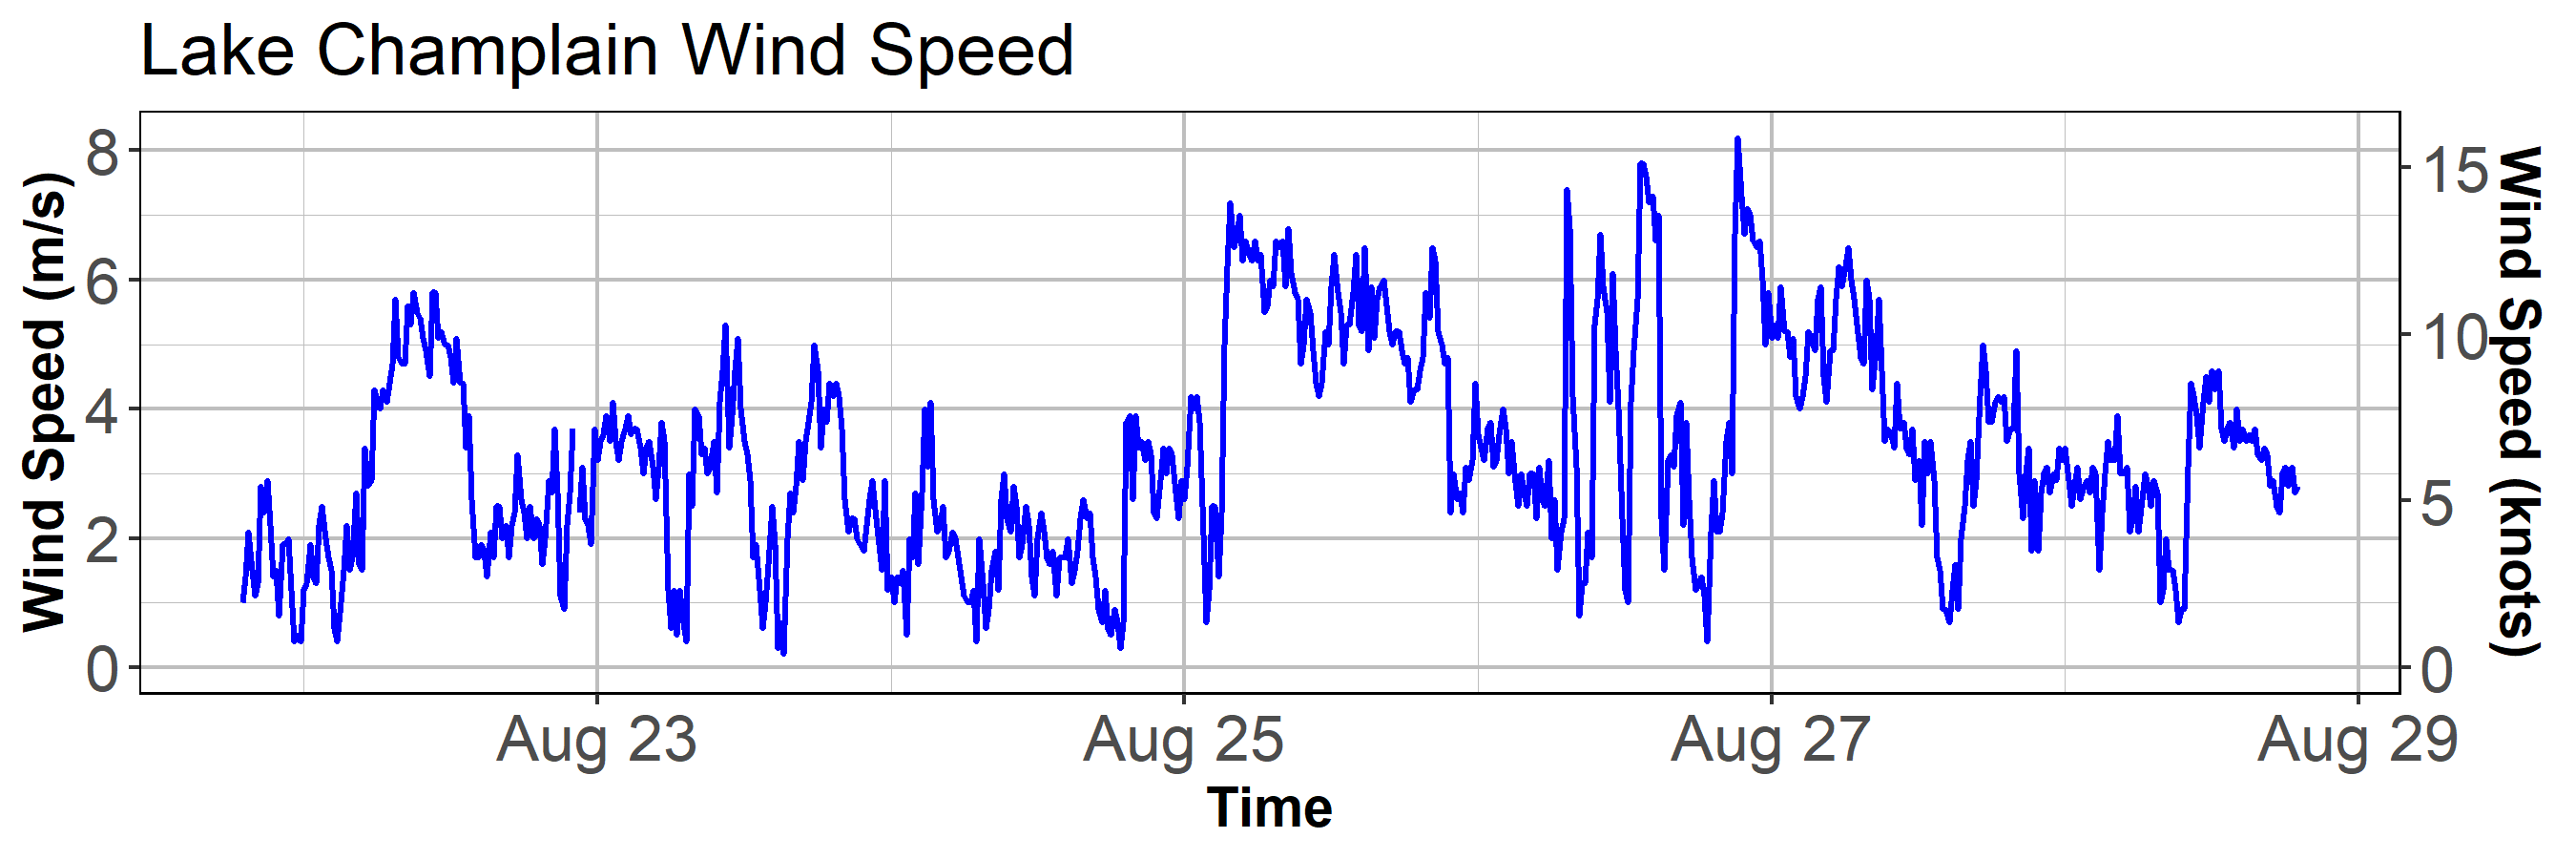 Lake Champlain Wind Speed
Wind Speed (m/s)
8
6
4
2
0
15
10
5
0
Wind Speed (knots)
Aug 23
Aug 25
Aug 27
Aug 29
Time